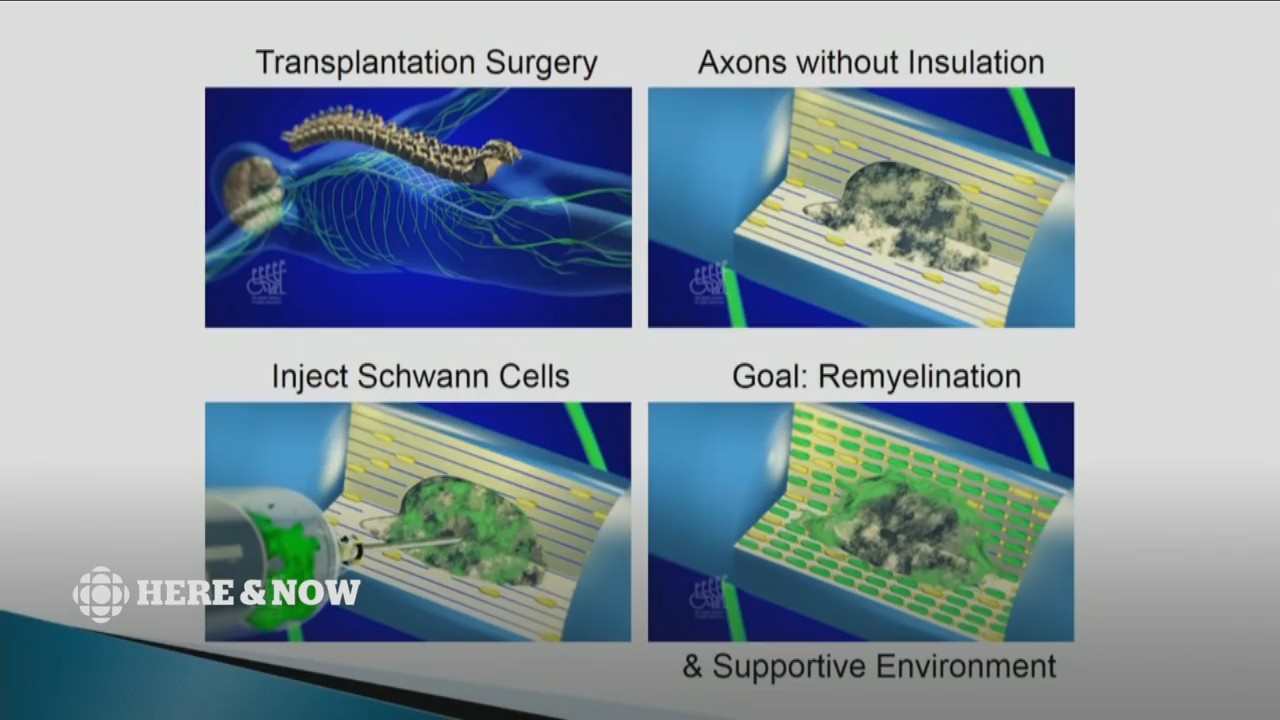 Transplantation Surgery
Axons without Insulation
Inject Schwann Cells
Goal: Remyelination
HERE & NOW
& Supportive Environment